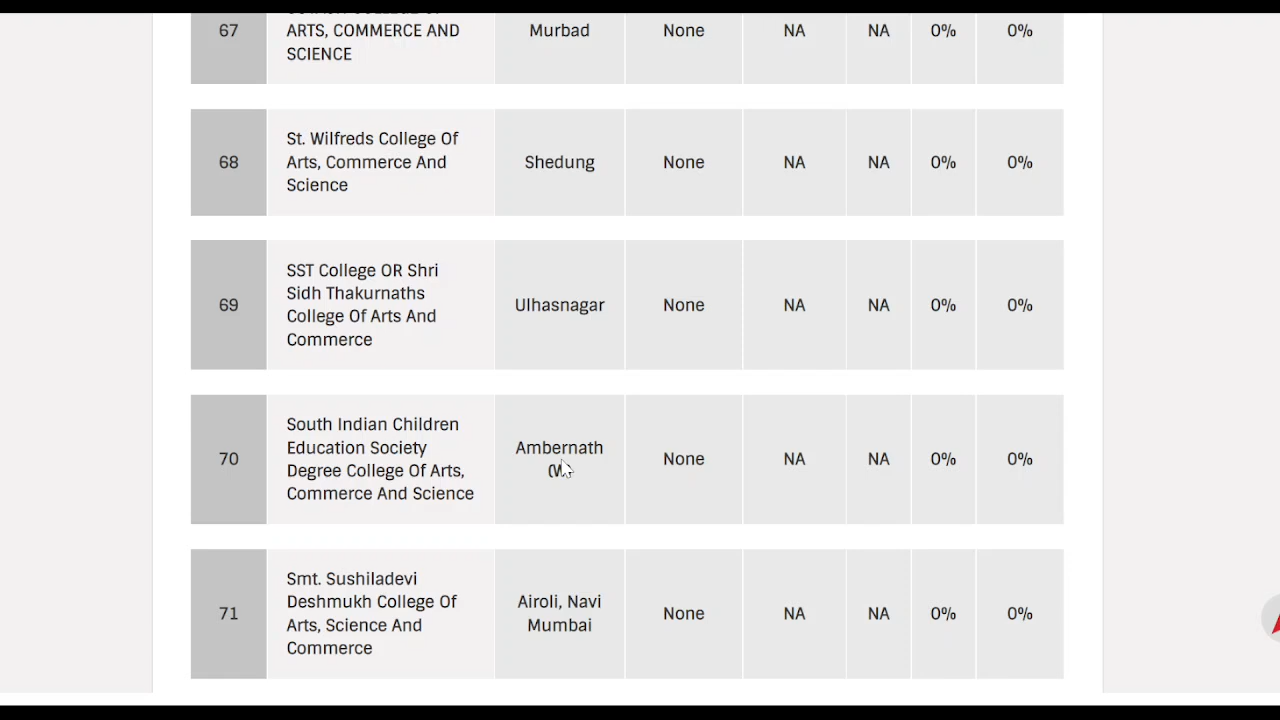 67
ARTS, COMMERCE AND
SCIENCE
Murbad
None
NA
NA
0%
0%
68
St. Wilfreds College Of
Arts, Commerce And
Science
Shedung
None
NA
NA
0%
0%
69
SST College OR Shri
Sidh Thakurnaths
College Of Arts And
Commerce
Ulhasnagar
None
NA
NA
0%
0%
70
South Indian Children
Education Society
Degree College Of Arts,
Commerce And Science
Ambernath
None
NA
NA
0%
0%
71
Smt. Sushiladevi
Deshmukh College Of
Arts, Science And
Commerce
Airoli, Navi
Mumbai
None
NA
NA
0%
0%